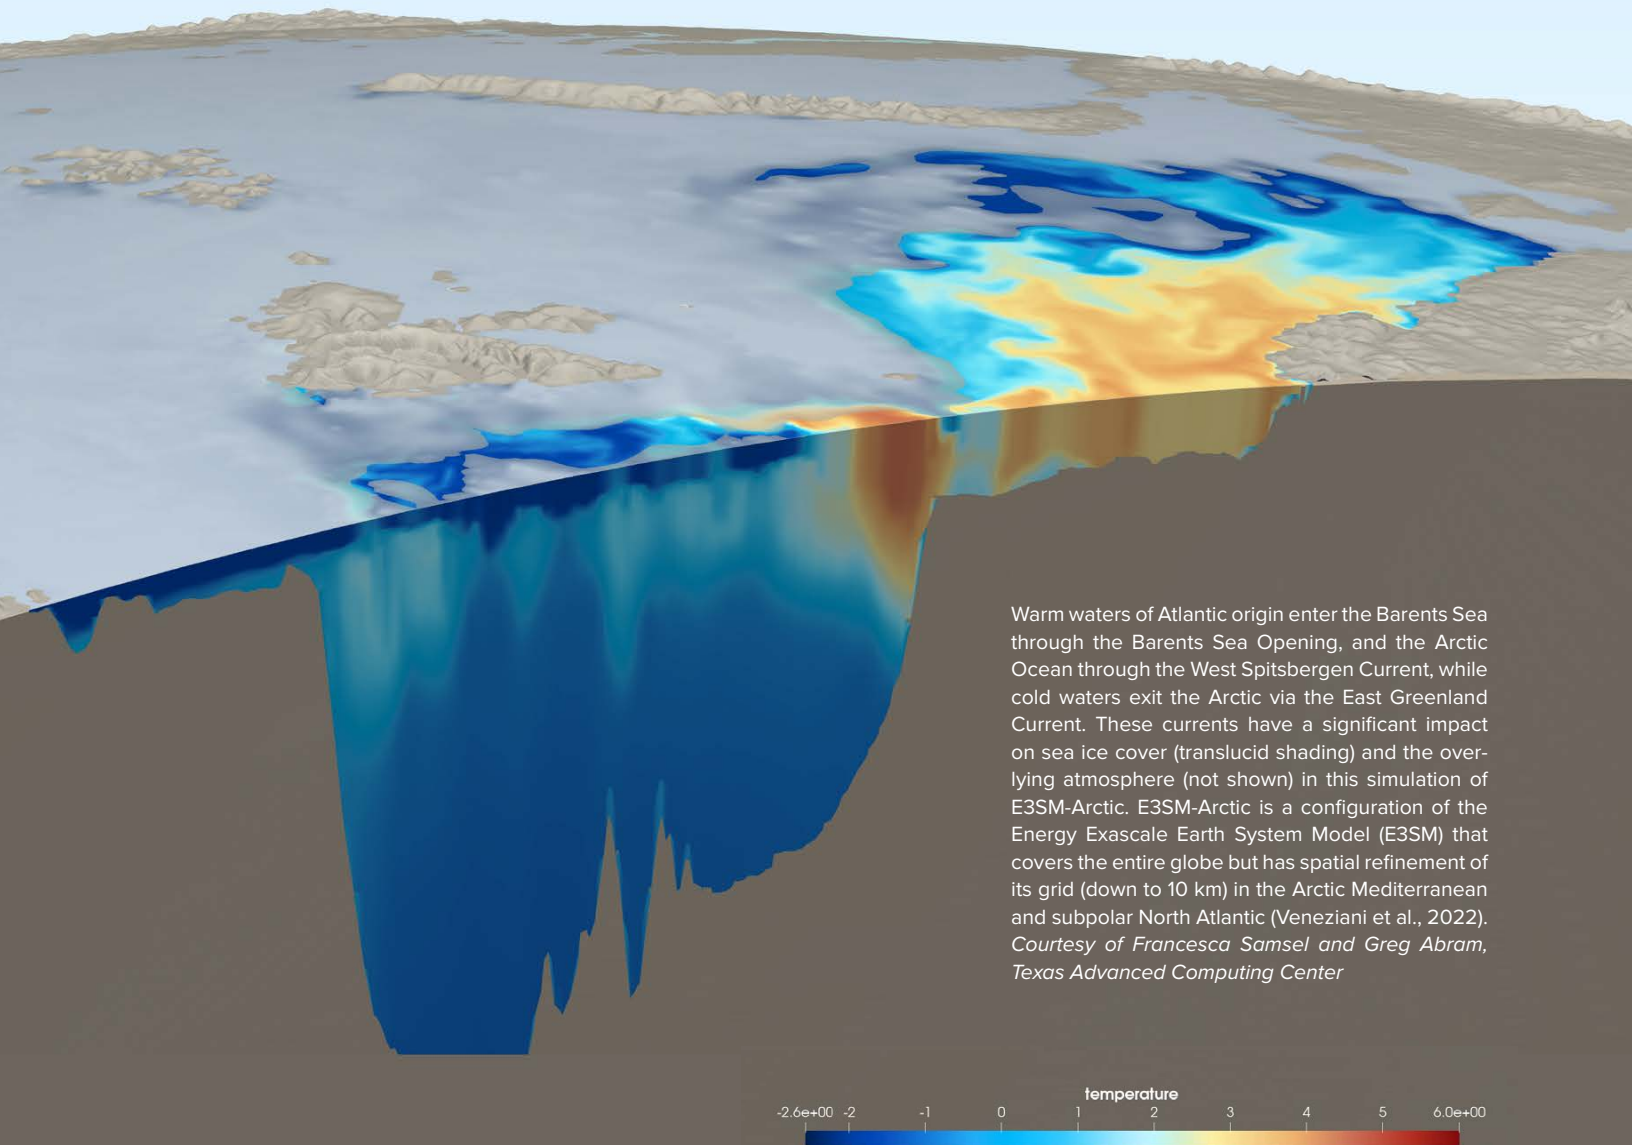 Warm waters of Atlantic origin enter the Barents Sea
through the Barents Sea Opening, and the Arctic
Ocean through the West Spitsbergen Current, while
cold waters exit the Arctic via the East Greenland
Current. These currents have a significant impact
on sea ice cover (translucid shading) and the over-
lying atmosphere (not shown) in this simulation of
E3SM-Arctic. E3SM-Arctic is a configuration of the
Energy Exascale Earth System Model (E3SM) that
covers the entire globe but has spatial refinement of
its grid (down to 10 km) in the Arctic Mediterranean
and subpolar North Atlantic (Veneziani et al., 2022).
Courtesy of Francesca Samsel and Greg Abram,
Texas Advanced Computing Center
temperature
-2.6e+00 -2 -1 0 1 2 3 4 5 6.0e+00